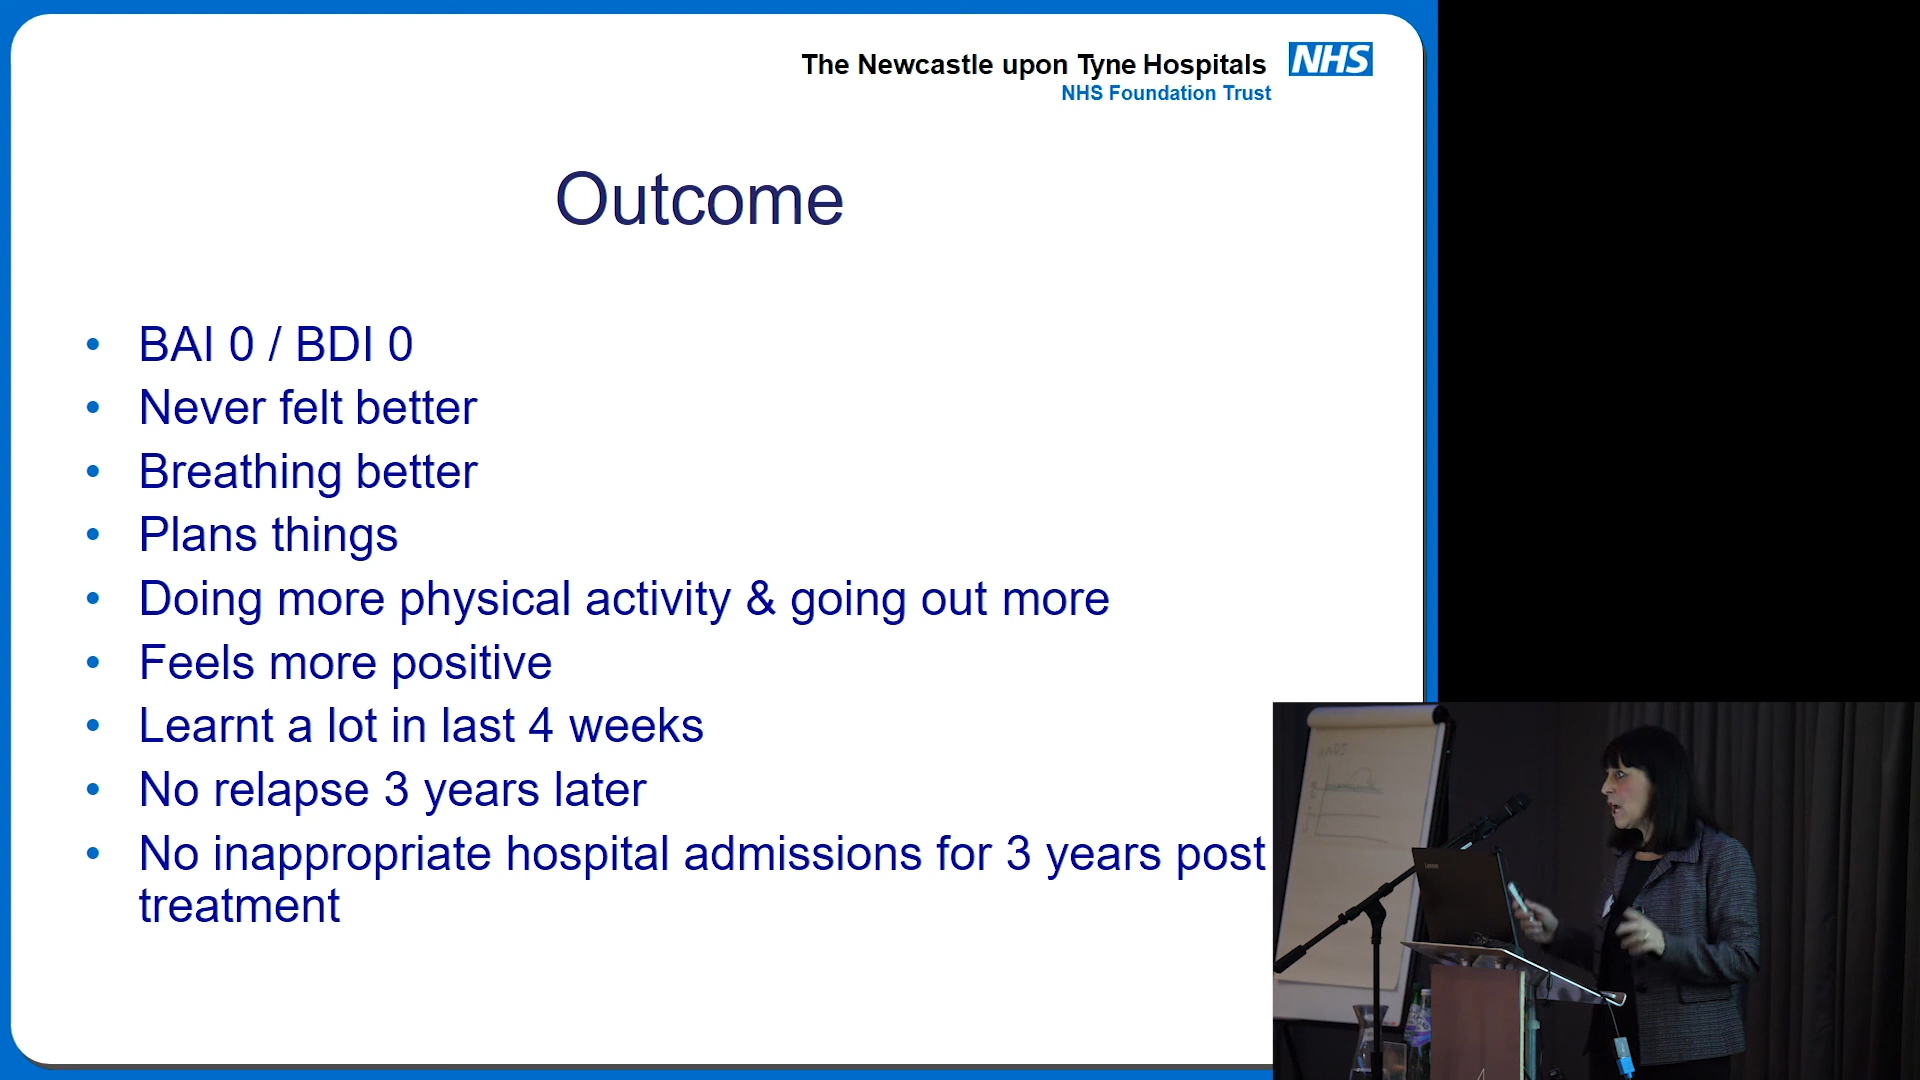 The Newcastle upon Tyne Hospitals NHS
NHS Foundation Trust
Outcome
• BAI 0 / BDI 0
• Never felt better
• Breathing better
• Plans things
• Doing more physical activity & going out more
• Feels more positive
• Learnt a lot in last 4 weeks
• No relapse 3 years later
• No inappropriate hospital admissions for 3 years post
treatment
HADS
Lenovo